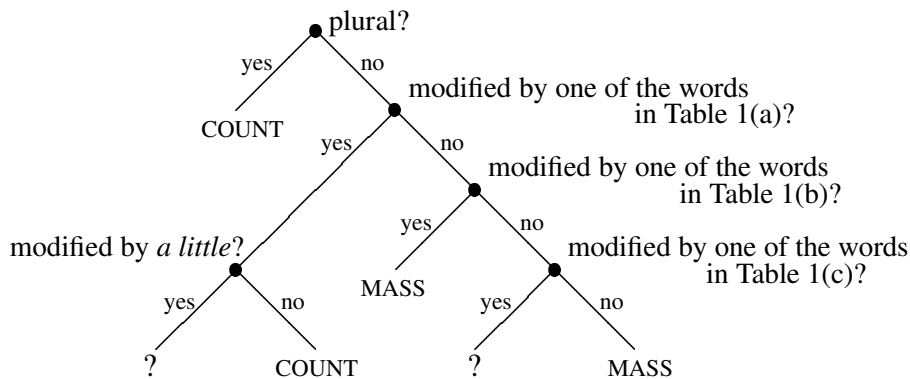 plural?
yes
no
COUNT
modified by one of the words
in Table 1(a)?
yes
no
modified by one of the words
in Table 1(b)?
modified by a little?
yes
no
MASS
modified by one of the words
in Table 1(c)?
yes
no
yes
no
?
COUNT
?
MASS